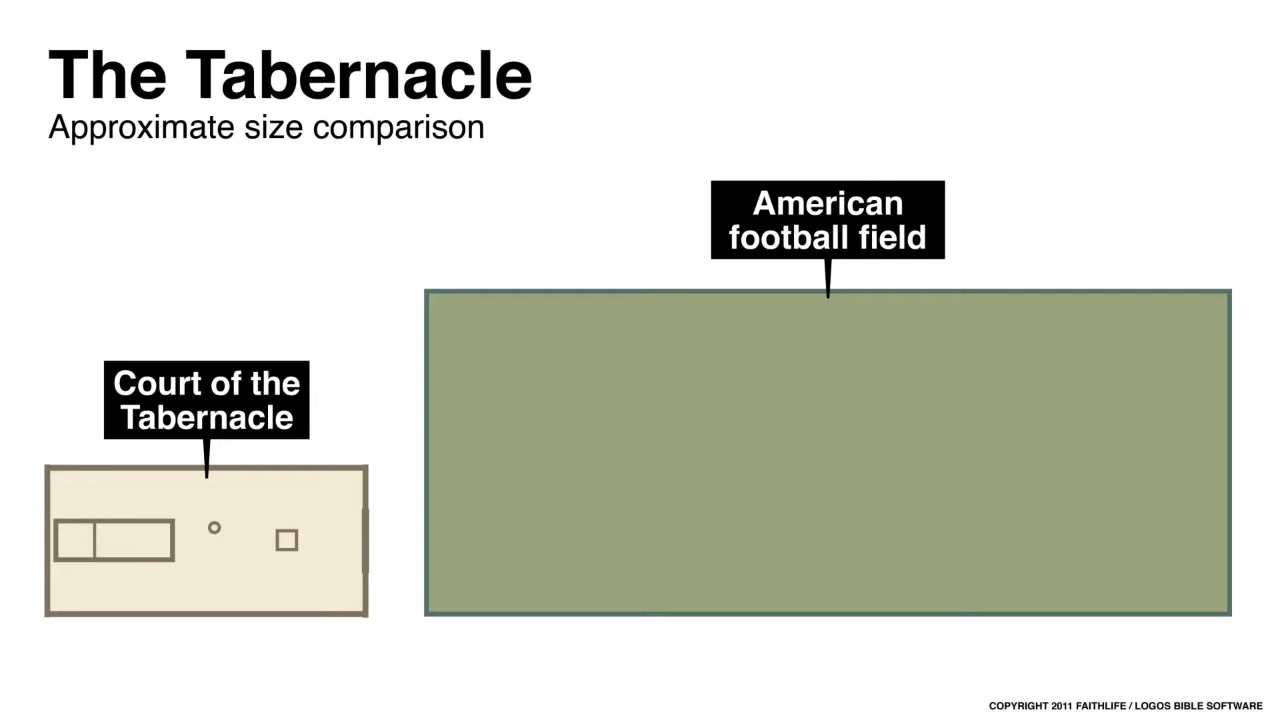 The Tabernacle
Approximate size comparison
American
football field
Court of the
Tabernacle
COPYRIGHT 2011 FAITHLIFE / LOGOS BIBLE SOFTWARE